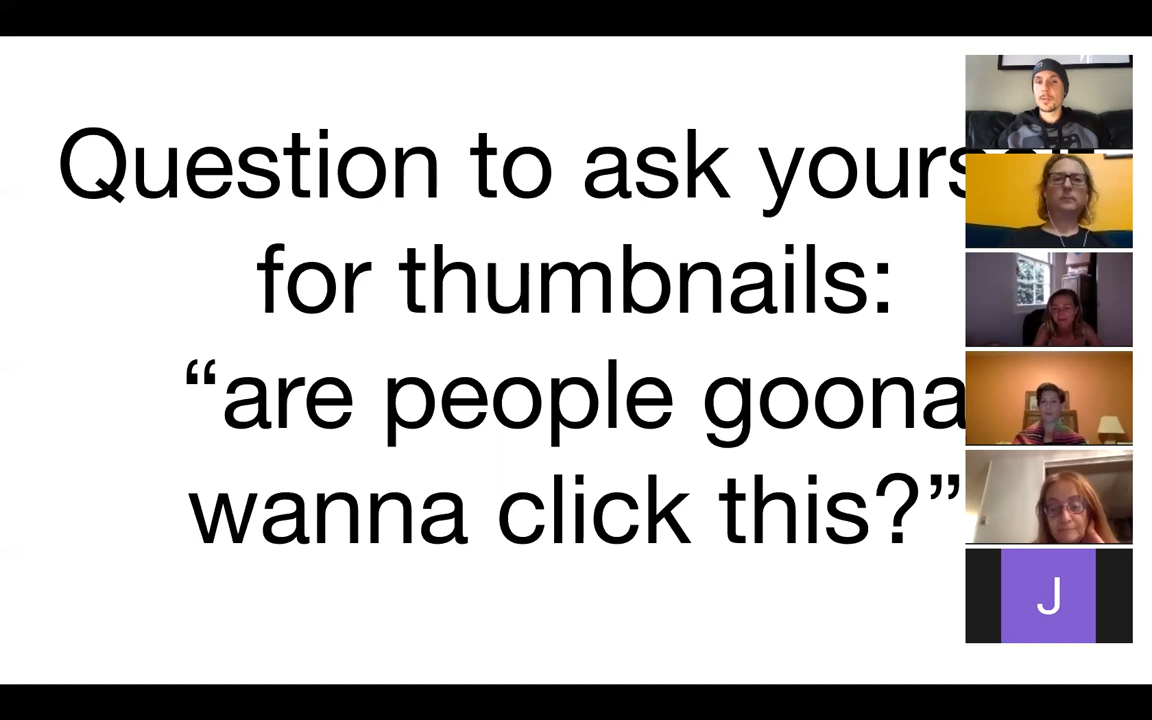 Question to ask yours
for thumbnails:
“are people goona
wanna click this?”
J